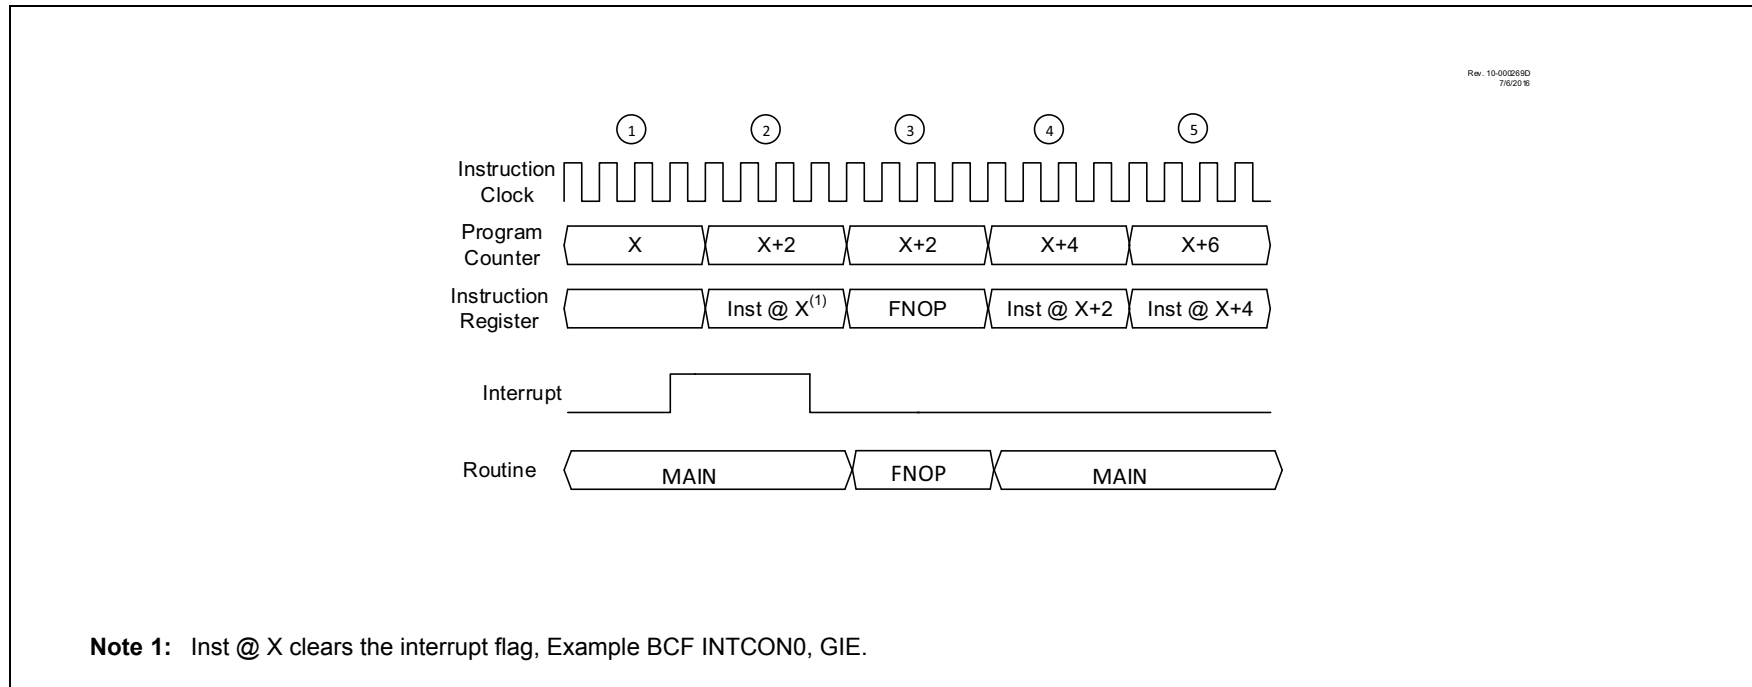 Rev. 10-000269D
7/6/2016
1 2 3 4 5
Instruction
Clock
Program
Counter
X X+2 X+2 X+4 X+6
Instruction
Register
Inst @ X(1) FNOP Inst @ X+2 Inst @ X+4
Interrupt
Routine MAIN FNOP MAIN
Note 1: Inst @ X clears the interrupt flag, Example BCF INTCON0, GIE.